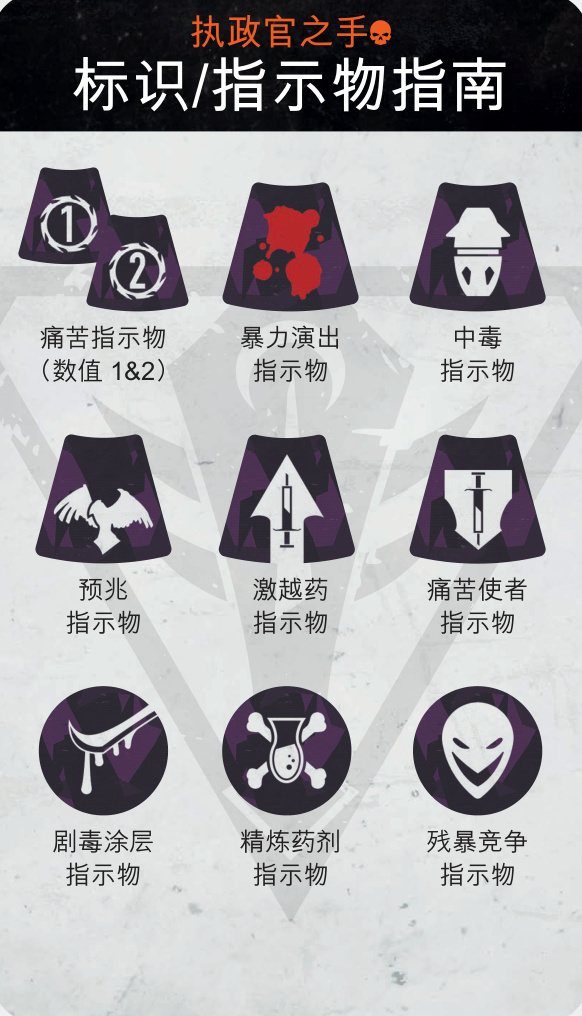 执政官之手
标识/指示物指南
1
2
痛苦指示物
（数值 1&2）
暴力演出
指示物
中毒
指示物
预兆
指示物
激越药
指示物
痛苦使者
指示物
剧毒涂层
指示物
精炼药剂
指示物
残暴竞争
指示物